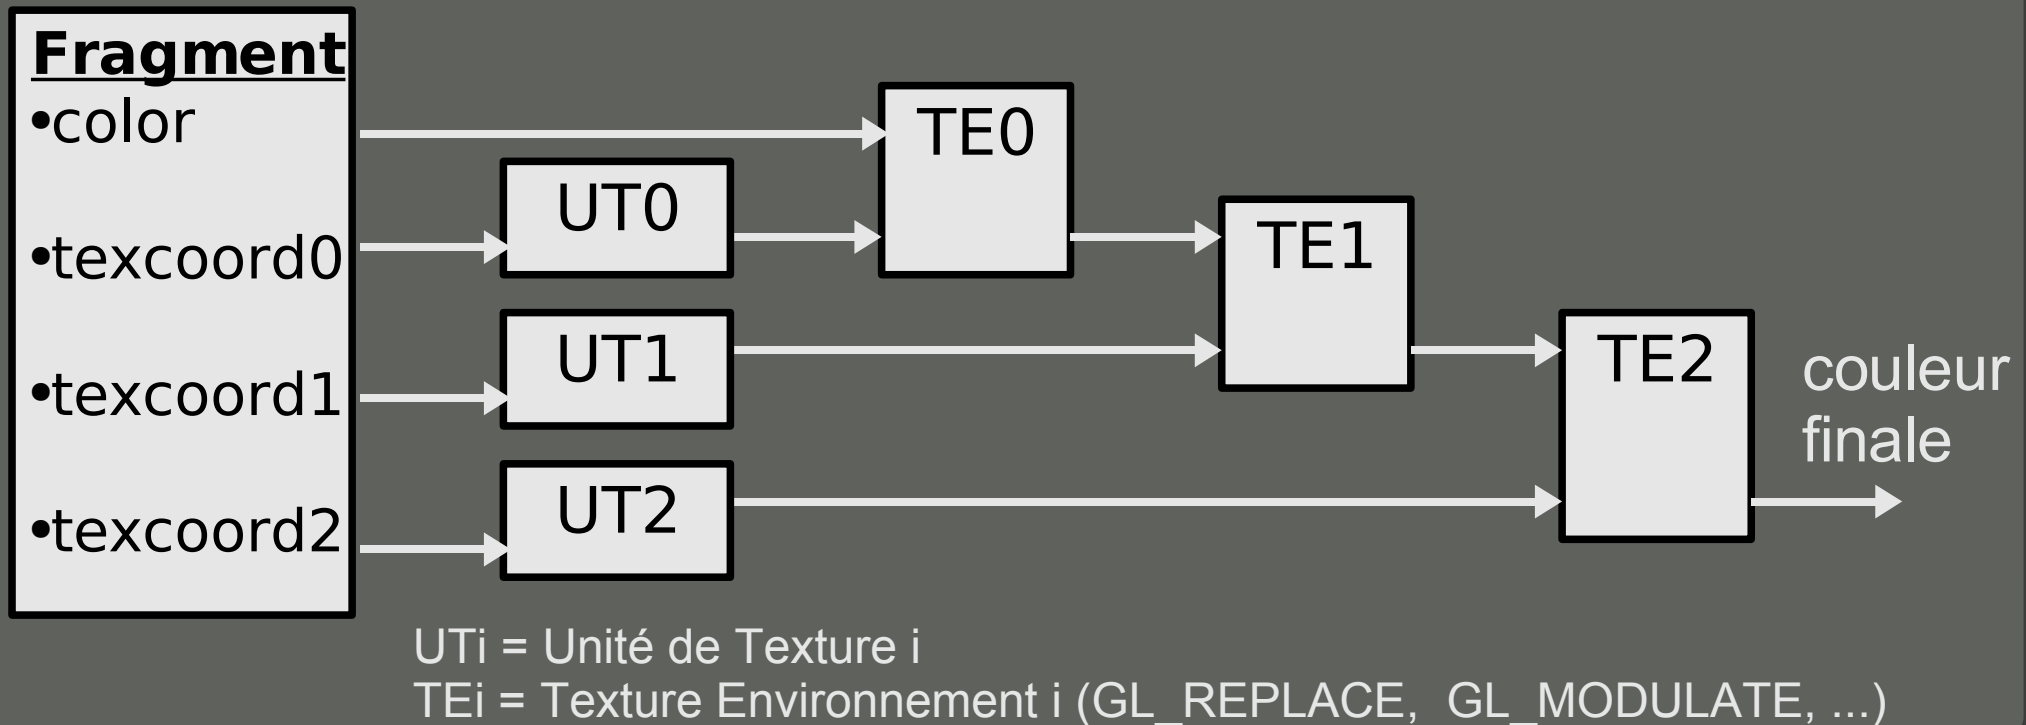 Fragment
•color
•texcoord0
•texcoord1
•texcoord2
UT0
UT1
UT2
TE0
TE1
TE2
couleur
finale
UTi = Unité de Texture i
TEi = Texture Environnement i (GL_REPLACE, GL_MODULATE, ...)